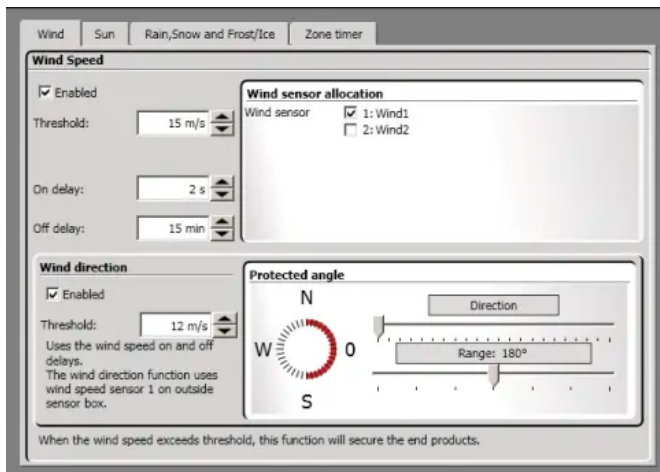 Wind
Sun
Rain,Snow and Frost/Ice
Zone timer
Wind Speed
Enabled
Threshold:
15 m/s
On delay:
2 s
Off delay:
15 min
Wind sensor allocation
Wind sensor
1: Wind1
2: Wind2
Wind direction
Enabled
Threshold:
12 m/s
Uses the wind speed on and off
delays.
The wind direction function uses
wind speed sensor 1 on outside
sensor box.
Protected angle
N
W
0
S
Direction
Range: 180°
When the wind speed exceeds threshold, this function will secure the end products.